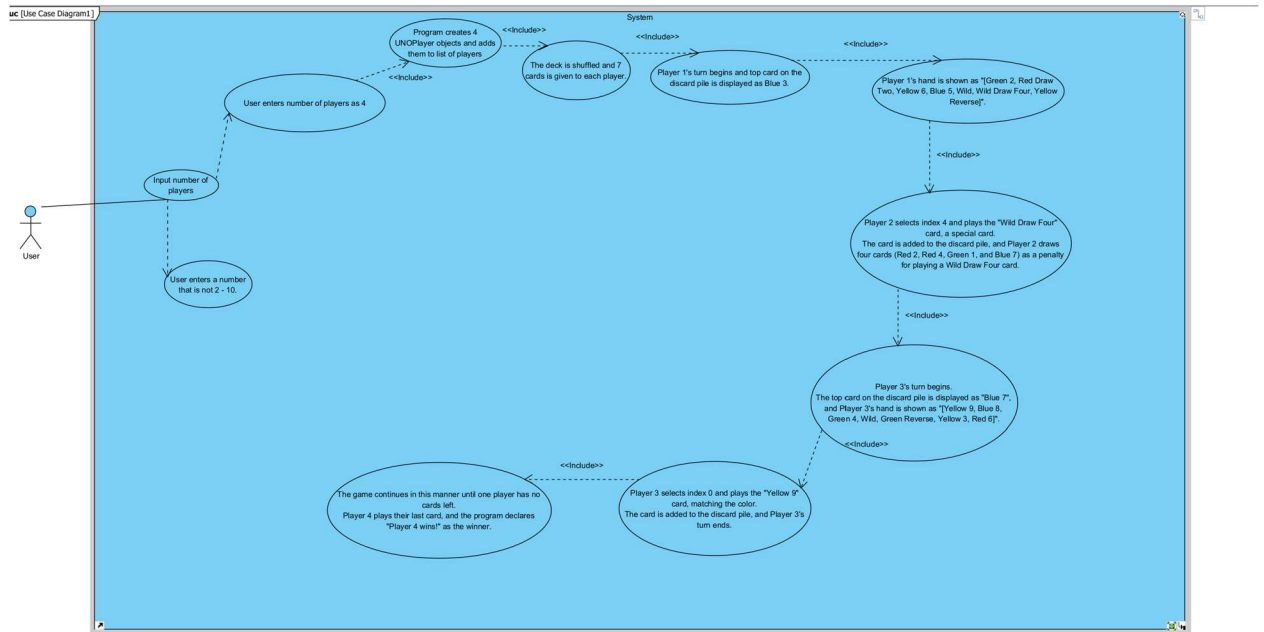 uc [Use Case Diagram1]
System
Program creates 4
UNOPlayer objects and adds
them to list of players
<<Include>>
The deck is shuffled and 7
cards is given to each player.
<<Include>>
Player 1's turn begins and top card on the
discard pile is displayed as Blue 3.
<<Include>>
Player 1's hand is shown as "[Green 2, Red Draw
Two, Yellow 6, Blue 5, Wild, Wild Draw Four, Yellow
Reverse]".
<<Include>>
User enters number of players as 4
<<Include>>
Input number of
players
User
User enters a number
that is not 2 - 10.
Player 2 selects index 4 and plays the "Wild Draw Four"
card, a special card.
The card is added to the discard pile, and Player 2 draws
four cards (Red 2, Red 4, Green 1, and Blue 7) as a penalty
for playing a Wild Draw Four card.
<<Include>>
Player 3's turn begins.
The top card on the discard pile is displayed as "Blue 7",
and Player 3's hand is shown as "[Yellow 9, Blue 8,
Green 4, Wild, Green Reverse, Yellow 3, Red 6]".
<<Include>>
Player 3 selects index 0 and plays the "Yellow 9"
card, matching the color.
The card is added to the discard pile, and Player 3's
turn ends.
<<Include>>
The game continues in this manner until one player has no
cards left.
Player 4 plays their last card, and the program declares
"Player 4 wins!" as the winner.